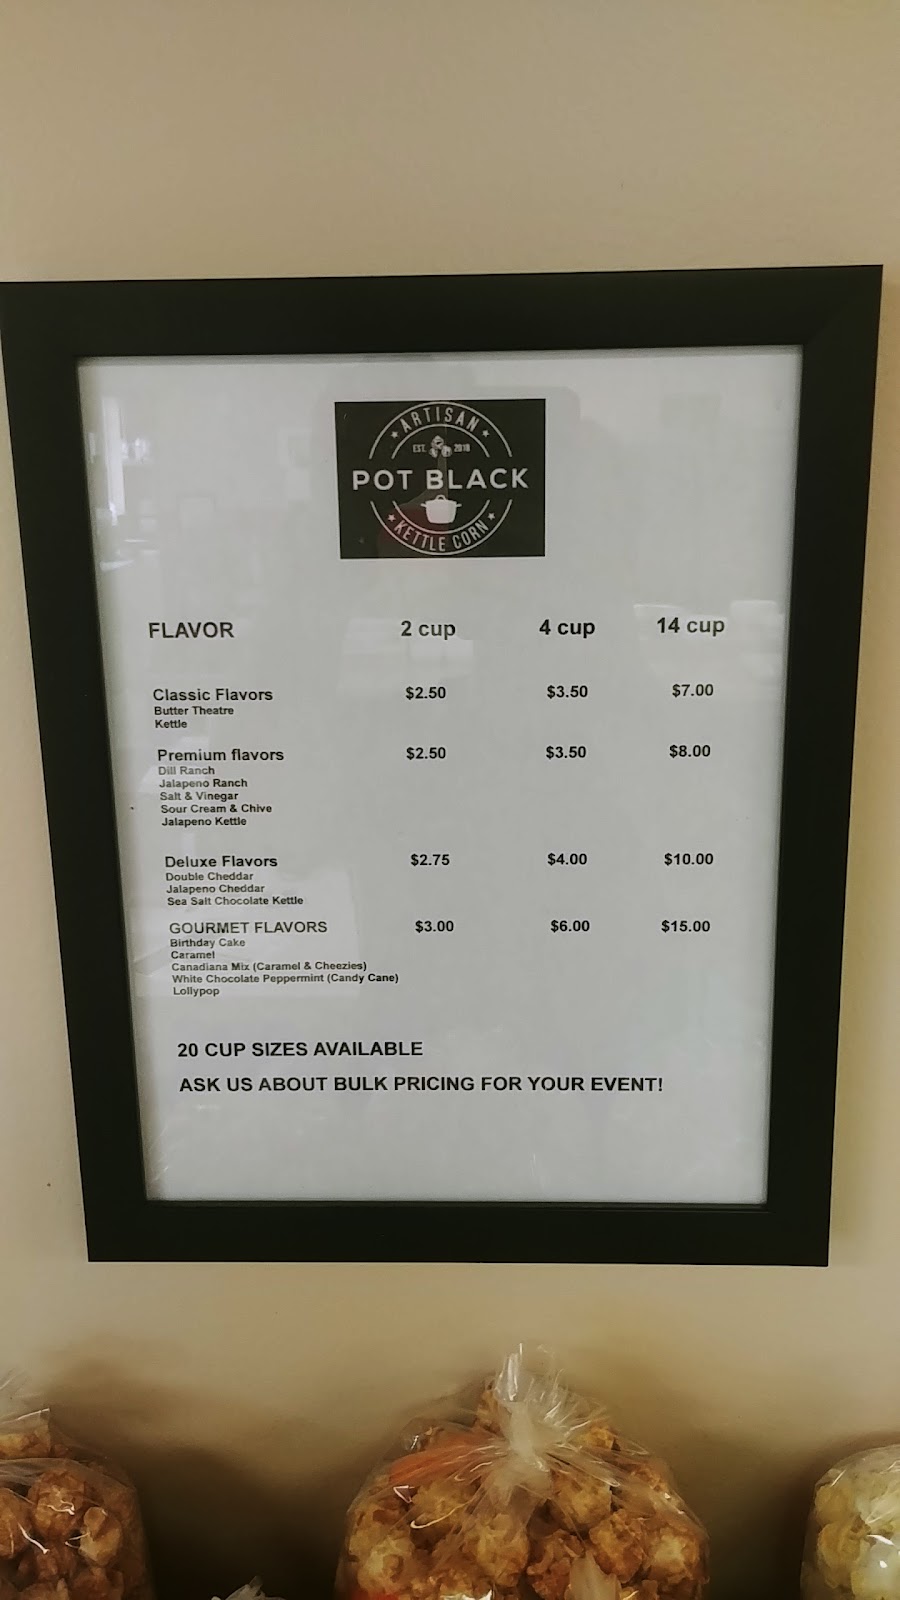 ARTISAN
EST. 2018
POT BLACK
KETTLE CORN
FLAVOR 2 cup 4 cup 14 cup
Classic Flavors $2.50 $3.50 $7.00
Butter Theatre
Kettle
Premium flavors $2.50 $3.50 $8.00
Dill Ranch
Jalapeno Ranch
Salt & Vinegar
Sour Cream & Chive
Jalapeno Kettle
Deluxe Flavors $2.75 $4.00 $10.00
Double Cheddar
Jalapeno Cheddar
Sea Salt Chocolate Kettle
GOURMET FLAVORS $3.00 $6.00 $15.00
Birthday Cake
Caramel
Canadiana Mix (Caramel & Cheezies)
White Chocolate Peppermint (Candy Cane)
Lollypop
20 CUP SIZES AVAILABLE
ASK US ABOUT BULK PRICING FOR YOUR EVENT!